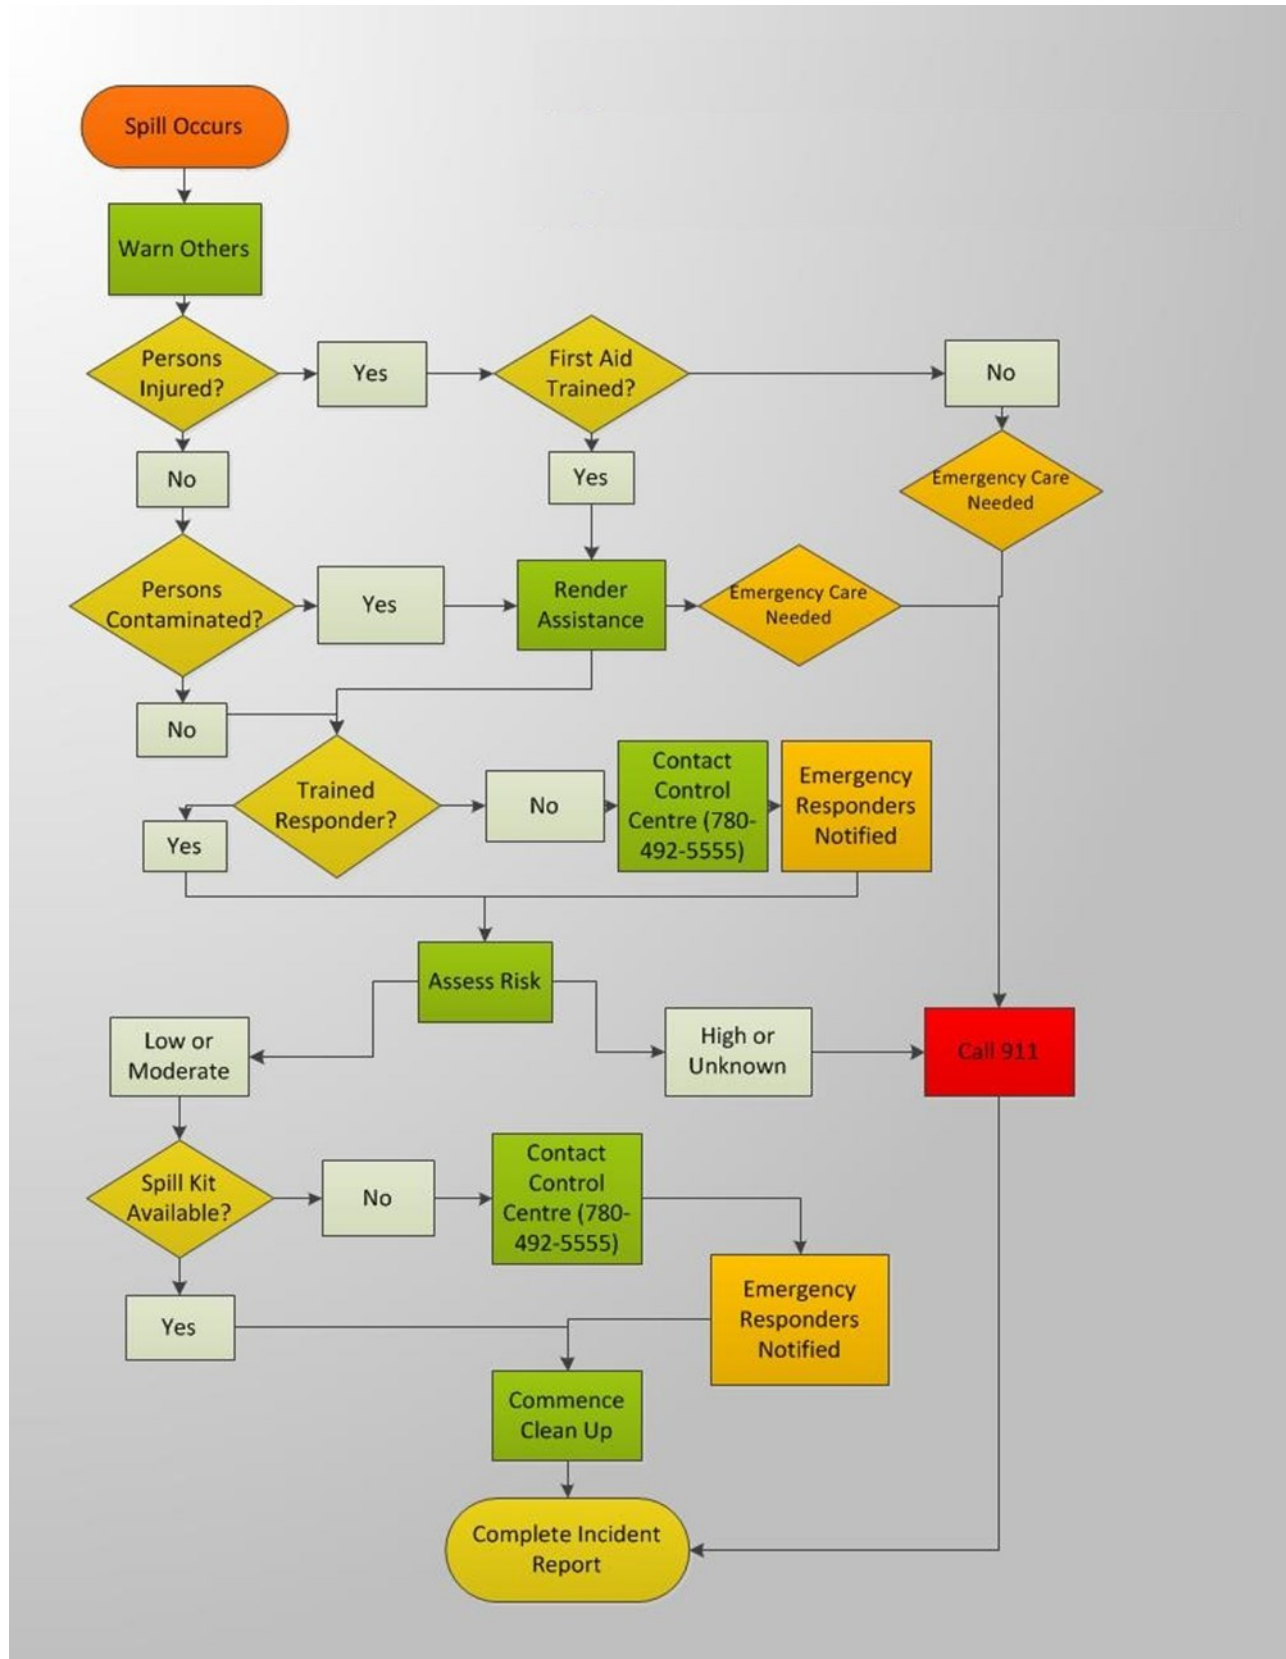 Spill Occurs
Warn Others
Persons
Injured?
Yes
First Aid
Trained?
No
No
Yes
Emergency Care
Needed
Persons
Contaminated?
Yes
Render
Assistance
Emergency Care
Needed
No
Trained
Responder?
Yes
No
Contact
Control
Centre (780-
492-5555)
Emergency
Responders
Notified
Assess Risk
Low or
Moderate
High or
Unknown
Call 911
Spill Kit
Available?
No
Contact
Control
Centre (780-
492-5555)
Emergency
Responders
Notified
Yes
Commence
Clean Up
Complete Incident
Report